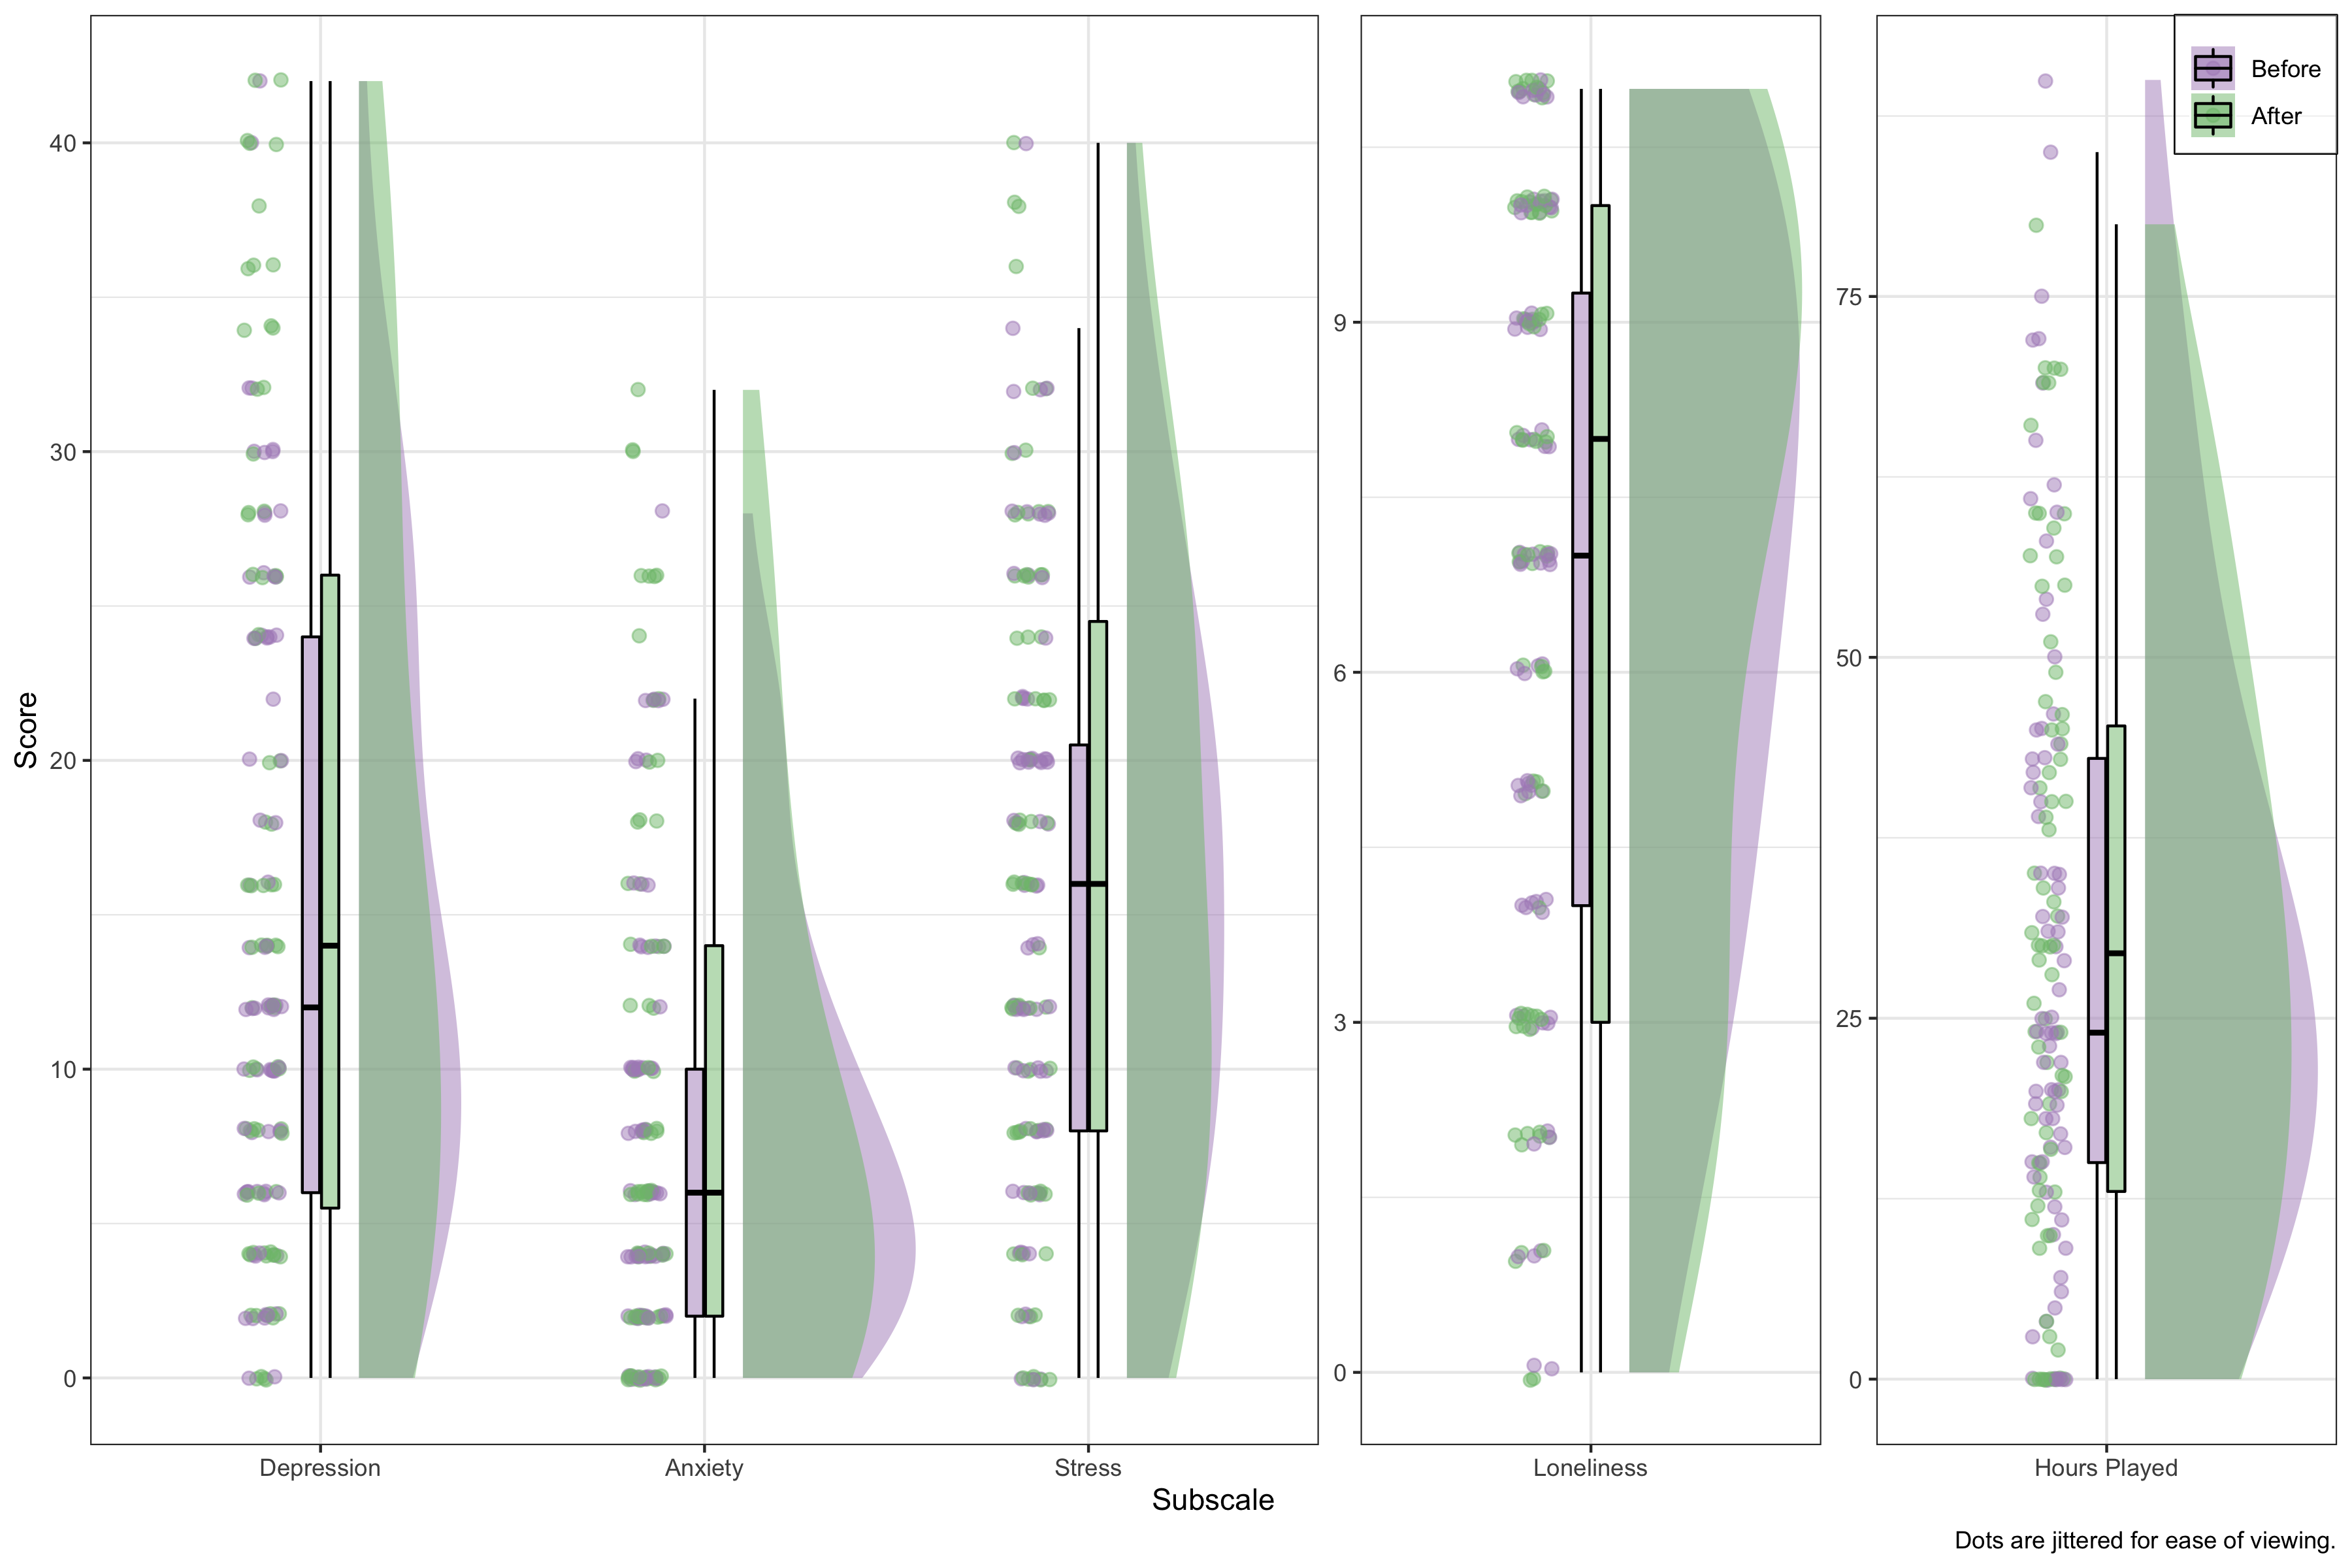 Before
After
Score
40
30
20
10
0
9
6
3
0
75
50
25
0
Depression
Anxiety
Stress
Loneliness
Hours Played
Subscale
Dots are jittered for ease of viewing.